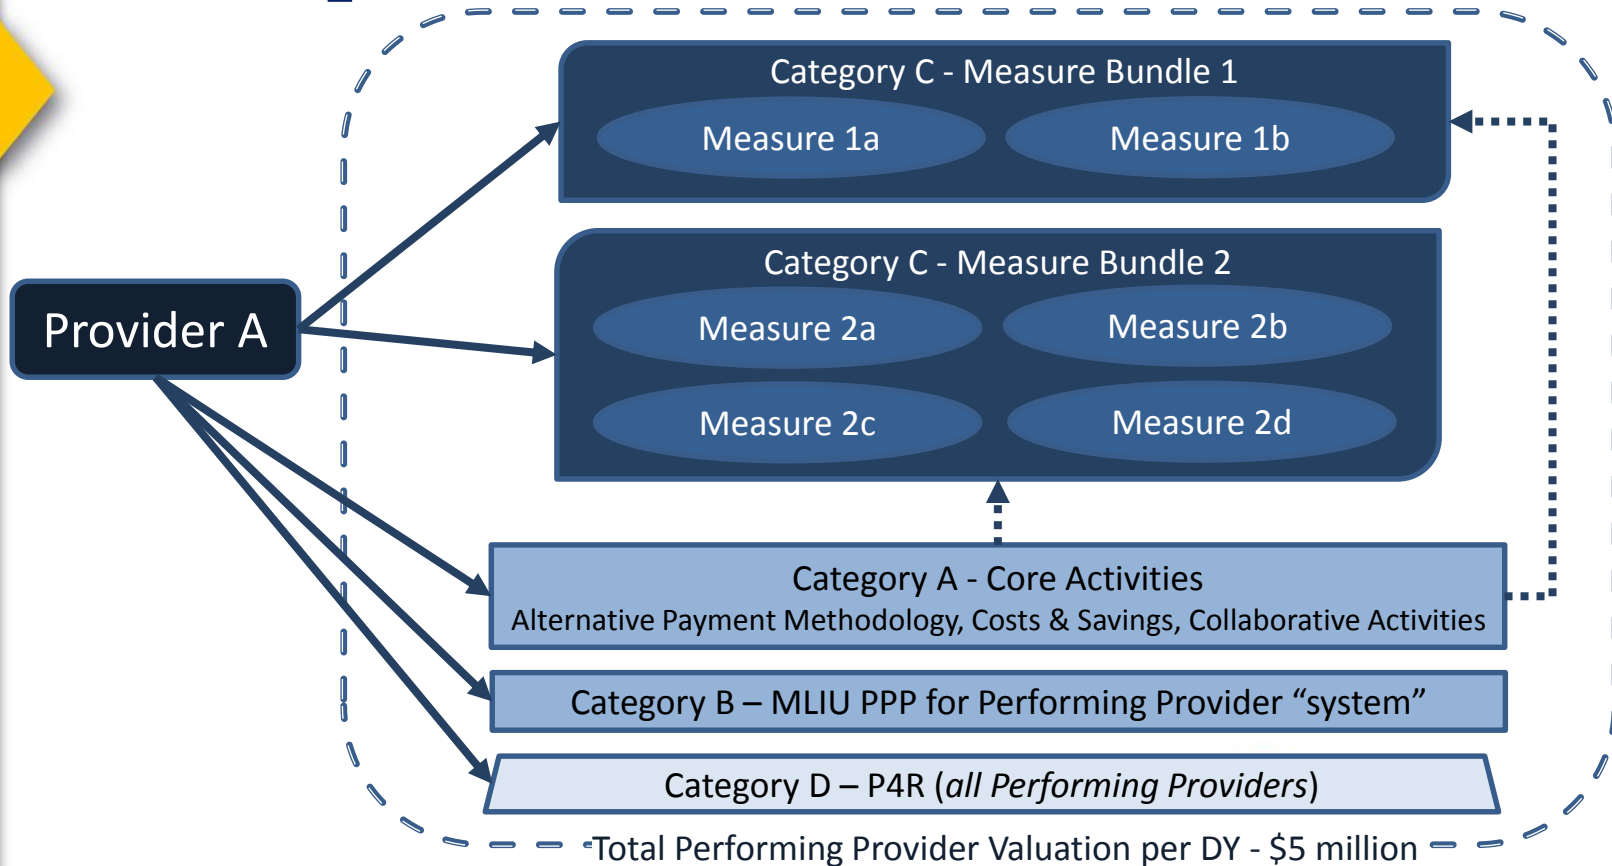 Category C - Measure Bundle 1
Measure 1a
Measure 1b
Category C - Measure Bundle 2
Provider A
Measure 2a
Measure 2b
Measure 2c
Measure 2d
Category A - Core Activities
Alternative Payment Methodology, Costs & Savings, Collaborative Activities
Category B – MLIU PPP for Performing Provider “system”
Category D – P4R (all Performing Providers)
Total Performing Provider Valuation per DY - $5 million